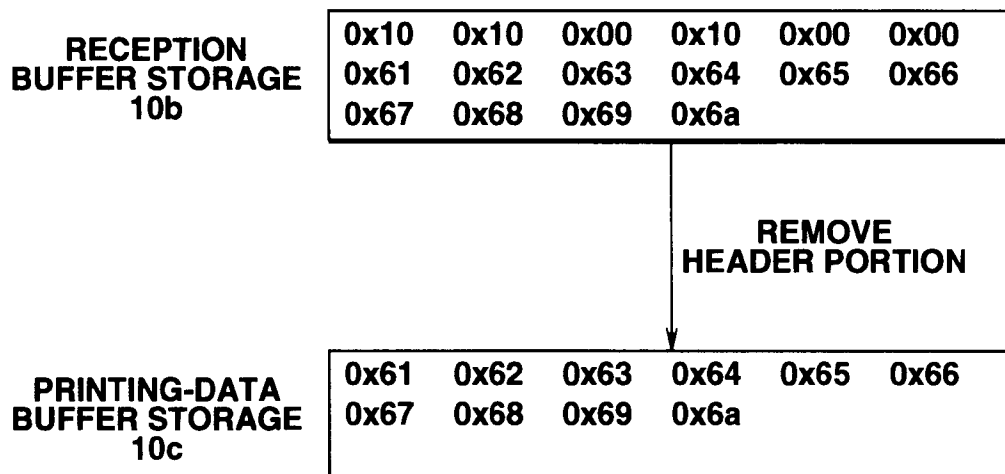 RECEPTION
BUFFER STORAGE
10b
0x10 0x10 0x00 0x10 0x00 0x00
0x61 0x62 0x63 0x64 0x65 0x66
0x67 0x68 0x69 0x6a
REMOVE
HEADER PORTION
PRINTING-DATA
BUFFER STORAGE
10c
0x61 0x62 0x63 0x64 0x65 0x66
0x67 0x68 0x69 0x6a